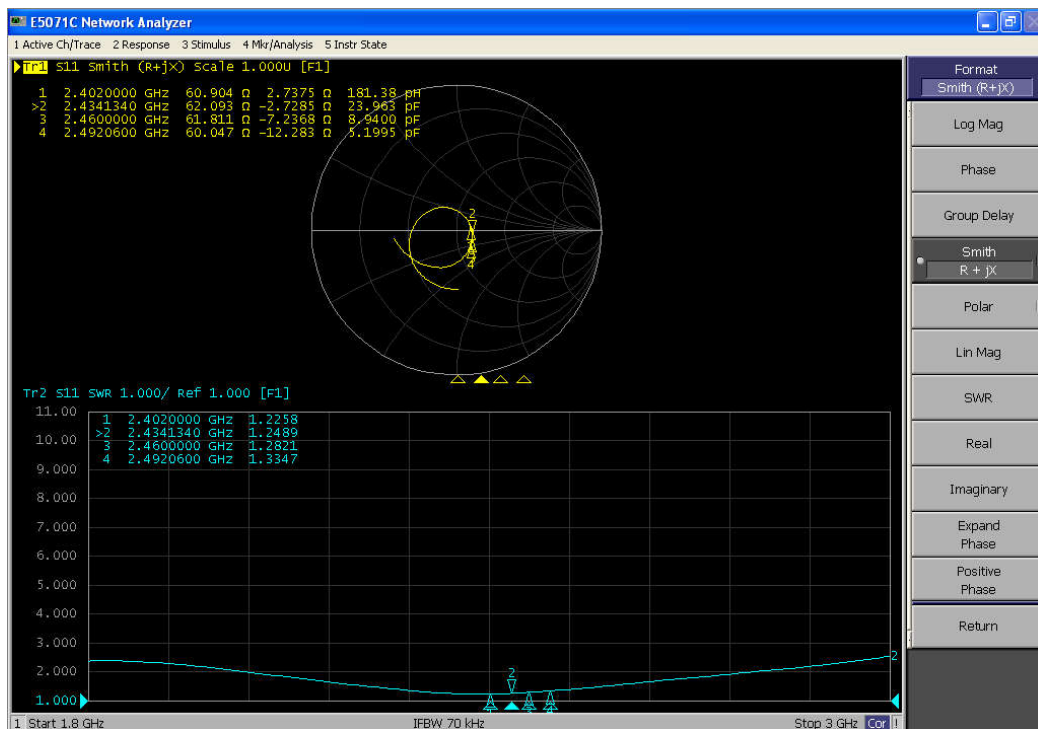 E5071C Network Analyzer
1 Active Ch/Trace 2 Response 3 Stimulus 4 Mkr/Analysis 5 Instr State
Tr1 S11 Smith (R+jX) Scale 1.000U [F1]
1 2.4020000 GHz 60.904 Ω 2.7375 Ω 181.38 pH
>2 2.4341340 GHz 62.093 Ω -2.7285 Ω 23.963 pF
3 2.4600000 GHz 61.811 Ω -7.2368 Ω 8.9400 pF
4 2.4920600 GHz 60.047 Ω -12.283 Ω 5.1995 pF
2
4
Tr2 S11 SWR 1.000/ Ref 1.000 [F1]
11.00
10.00
9.000
8.000
7.000
6.000
5.000
4.000
3.000
2.000
1.000
1 2.4020000 GHz 1.2258
>2 2.4341340 GHz 1.2489
3 2.4600000 GHz 1.2821
4 2.4920600 GHz 1.3347
2
2
1 Start 1.8 GHz IFBW 70 kHz Stop 3 GHz Cor !
Format
Smith (R+jX)
Log Mag
Phase
Group Delay
Smith
R + jX
Polar
Lin Mag
SWR
Real
Imaginary
Expand
Phase
Positive
Phase
Return